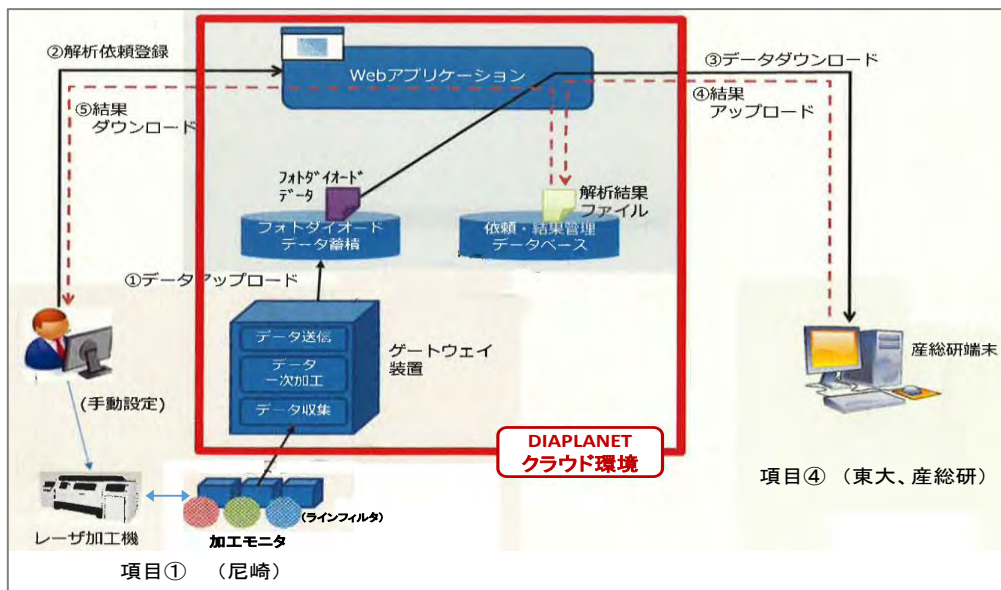 ②解析依頼登録
Webアプリケーション
③データダウンロード
④結果
アップロード
⑤結果
ダウンロード
ﾌｫﾄﾀﾞｲｵｰﾄﾞ
データ
解析結果
ファイル
フォトダイオード
データ蓄積
依頼・結果管理
データベース
①データアップロード
データ送信
データ
一次加工
データ収集
ゲートウェイ
装置
産総研端末
(手動設定)
DIAPLANET
クラウド環境
項目④ （東大、産総研）
(ラインフィルタ)
レーザ加工機
加工モニタ
項目① （尼崎）